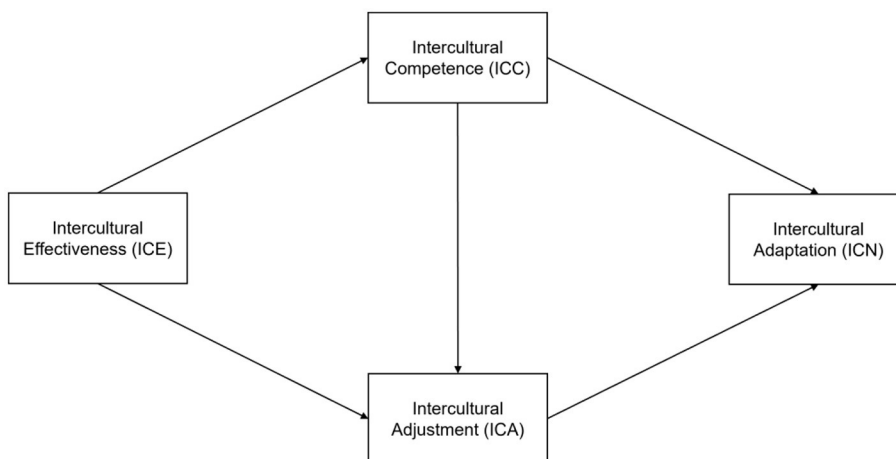 Intercultural
Competence (ICC)
Intercultural
Effectiveness (ICE)
Intercultural
Adaptation (ICN)
Intercultural
Adjustment (ICA)